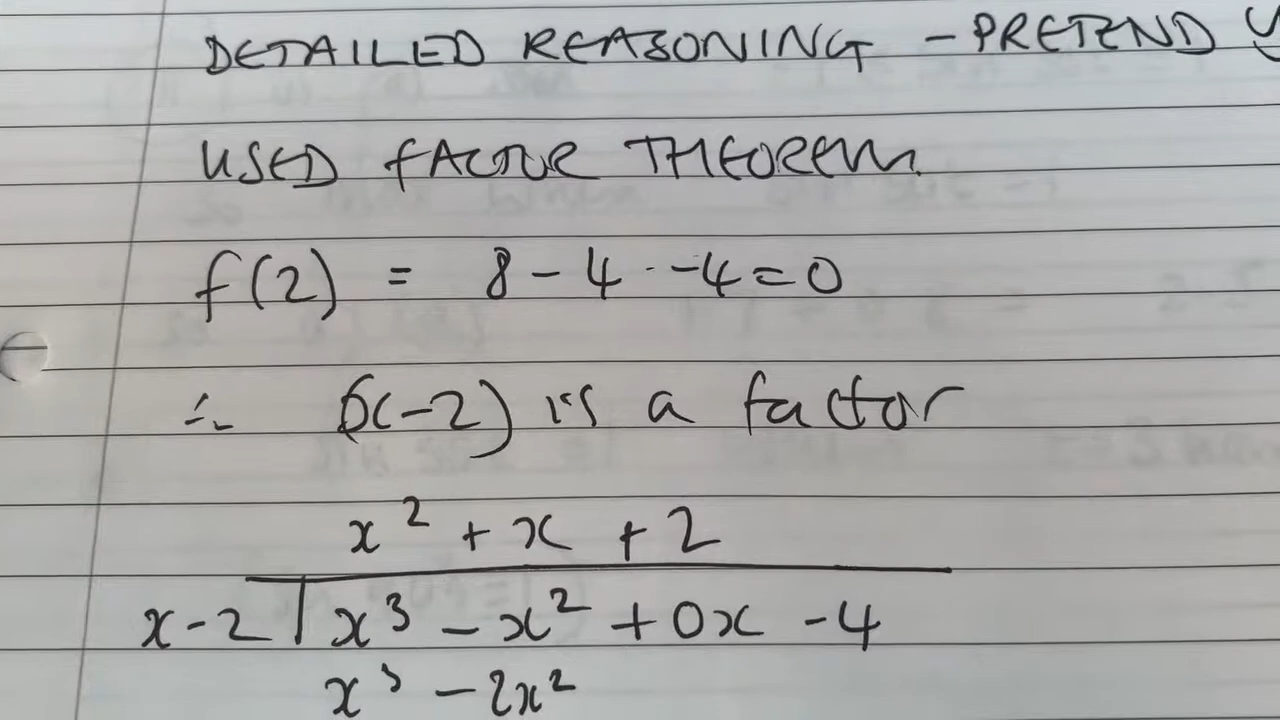 DETAILED REASONING - PRETEND
USED FACTOR THEOREM
f(2) = 8 - 4 - -4 = 0
∴ (x-2) is a factor
x² + x + 2
x - 2 | x³ - x² + 0x - 4
x³ - 2x²